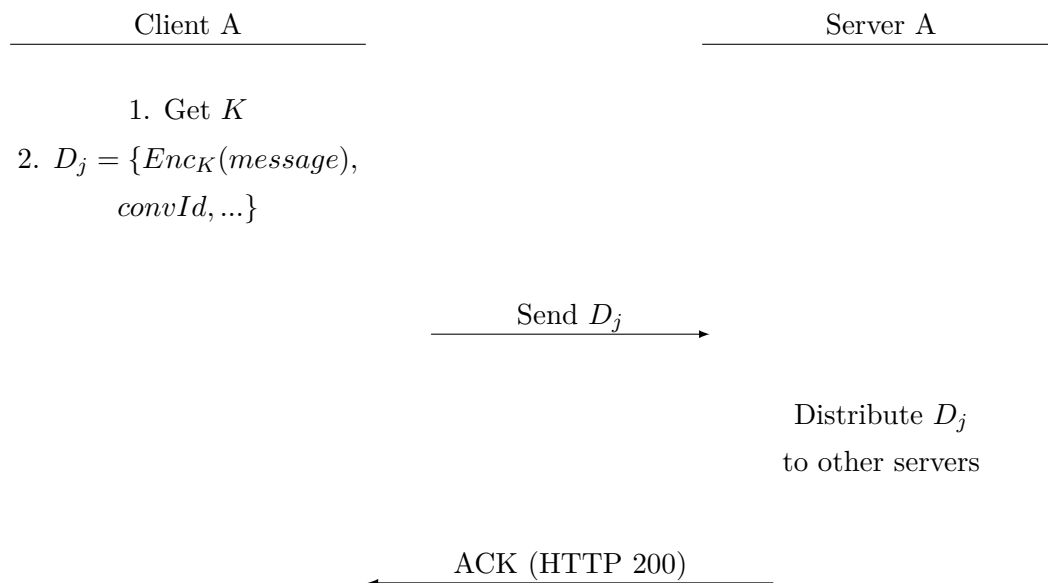 Client A
Server A
1. Get K
2. D_j = {Enc_K(message),
convId, ...}
Send D_j
Distribute D_j
to other servers
ACK (HTTP 200)